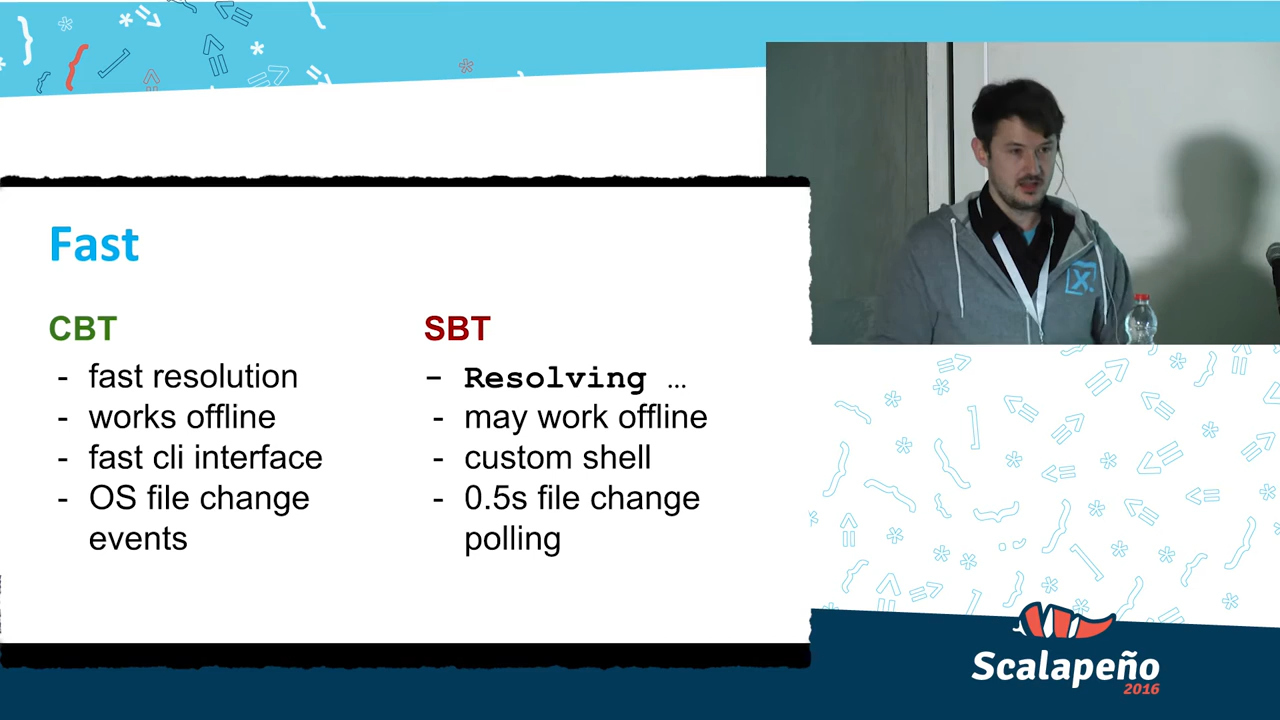 Fast
CBT
- fast resolution
- works offline
- fast cli interface
- OS file change
events
SBT
- Resolving ...
- may work offline
- custom shell
- 0.5s file change
polling
X.
Scalapeño
2016